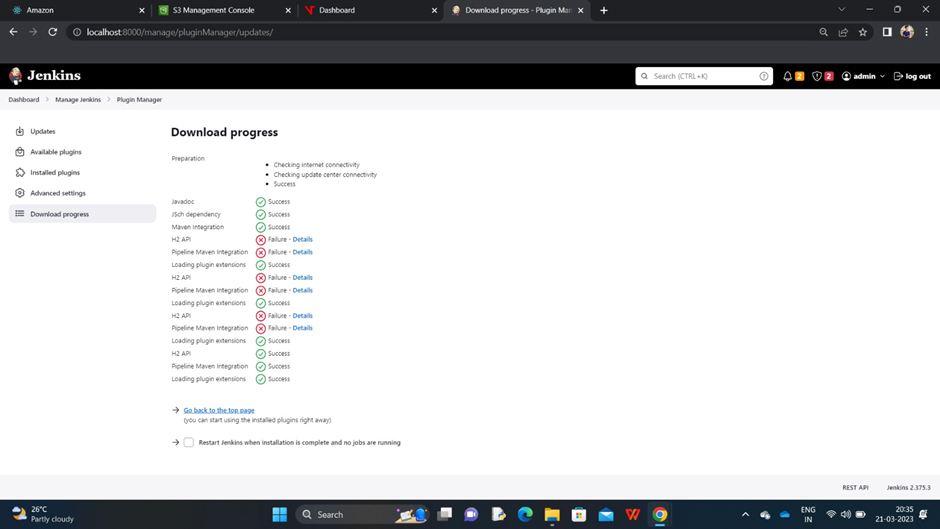 Amazon
S3 Management Console
Dashboard
Download progress - Plugin Man
localhost:8000/manage/pluginManager/updates/
Jenkins
Search (CTRL+K)
2
2
admin
log out
Dashboard
Manage Jenkins
Plugin Manager
Updates
Available plugins
Installed plugins
Advanced settings
Download progress
Download progress
Preparation
Checking internet connectivity
Checking update center connectivity
Success
Javadoc Success
JSch dependency Success
Maven Integration Success
H2 API Failure - Details
Pipeline Maven Integration Failure - Details
Loading plugin extensions Success
H2 API Failure - Details
Pipeline Maven Integration Failure - Details
Loading plugin extensions Success
H2 API Failure - Details
Pipeline Maven Integration Failure - Details
Loading plugin extensions Success
H2 API Success
Pipeline Maven Integration Success
Loading plugin extensions Success
Go back to the top page
(you can start using the installed plugins right away)
Restart Jenkins when installation is complete and no jobs are running
REST API
Jenkins 2.375.3
26°C
Partly cloudy
Search
ENG
IN
20:35
21-03-2023